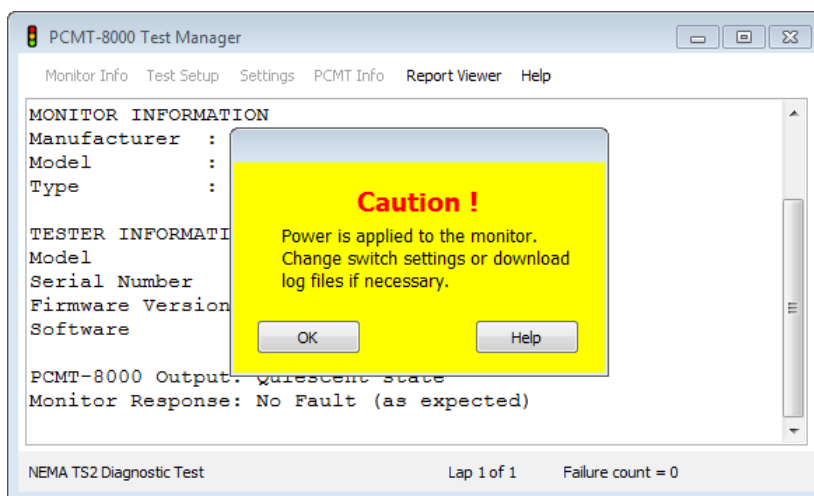 PCMT-8000 Test Manager
Monitor Info Test Setup Settings PCMT Info Report Viewer Help
MONITOR INFORMATION
Manufacturer :
Model :
Type :
TESTER INFORMATI
Model
Serial Number
Firmware Version
Software
PCMT-8000 Output: Quiescent State
Monitor Response: No Fault (as expected)
Caution !
Power is applied to the monitor.
Change switch settings or download
log files if necessary.
OK Help
NEMA TS2 Diagnostic Test Lap 1 of 1 Failure count = 0